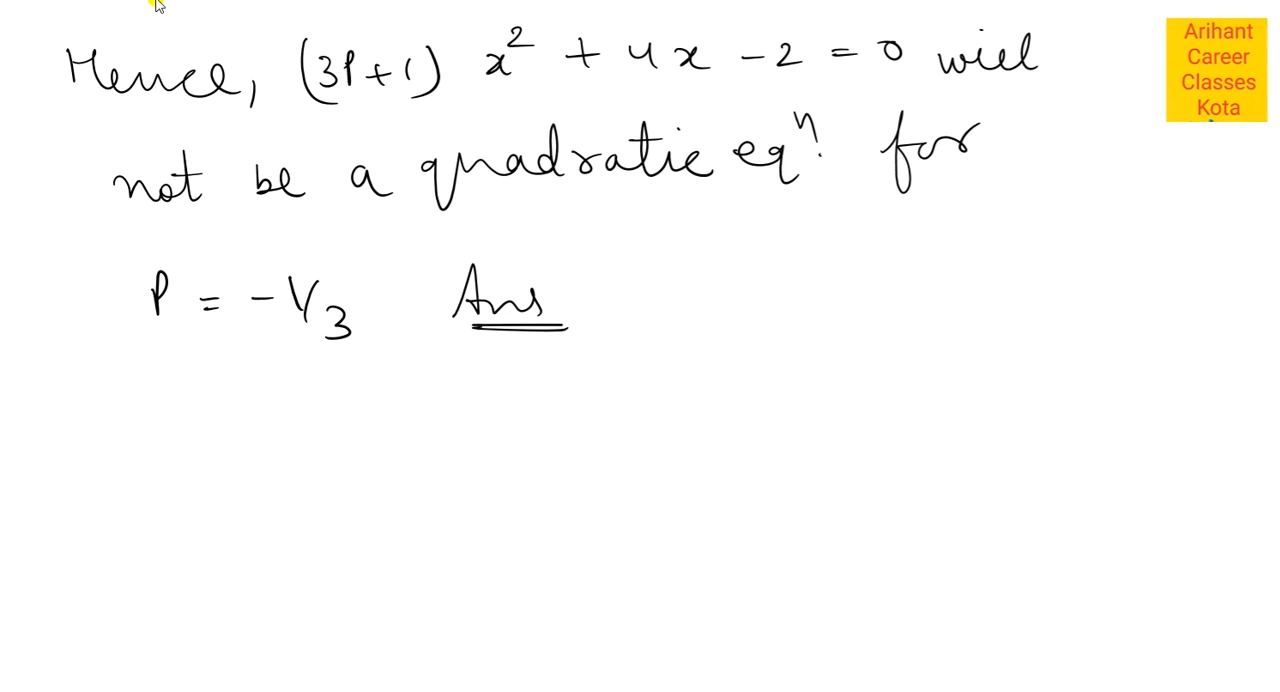 Hence, (3P+1) x² + 4x - 2 = 0 will
not be a quadratic eqⁿ. for
P = -1/3 Ans
Arihant
Career
Classes
Kota